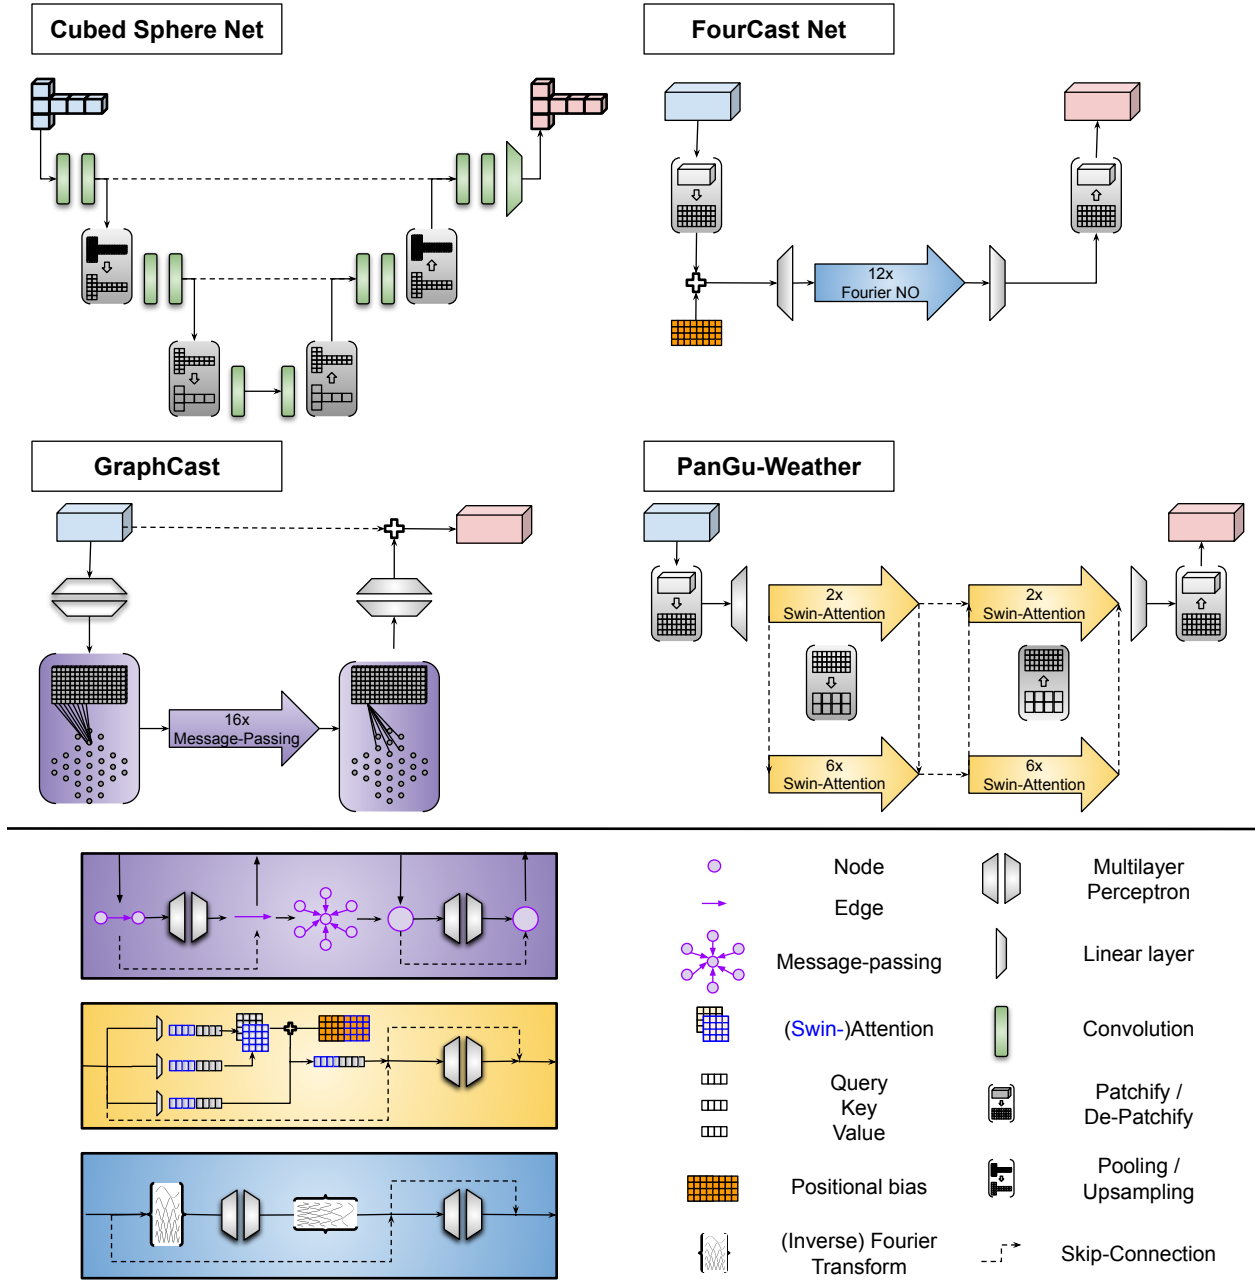 Cubed Sphere Net
FourCast Net
12x
Fourier NO
GraphCast
PanGu-Weather
16x
Message-Passing
2x
Swin-Attention
2x
Swin-Attention
6x
Swin-Attention
6x
Swin-Attention
Node
Edge
Message-passing
(Swin-)Attention
Query
Key
Value
Positional bias
(Inverse) Fourier
Transform
Multilayer
Perceptron
Linear layer
Convolution
Patchify /
De-Patchify
Pooling /
Upsampling
Skip-Connection